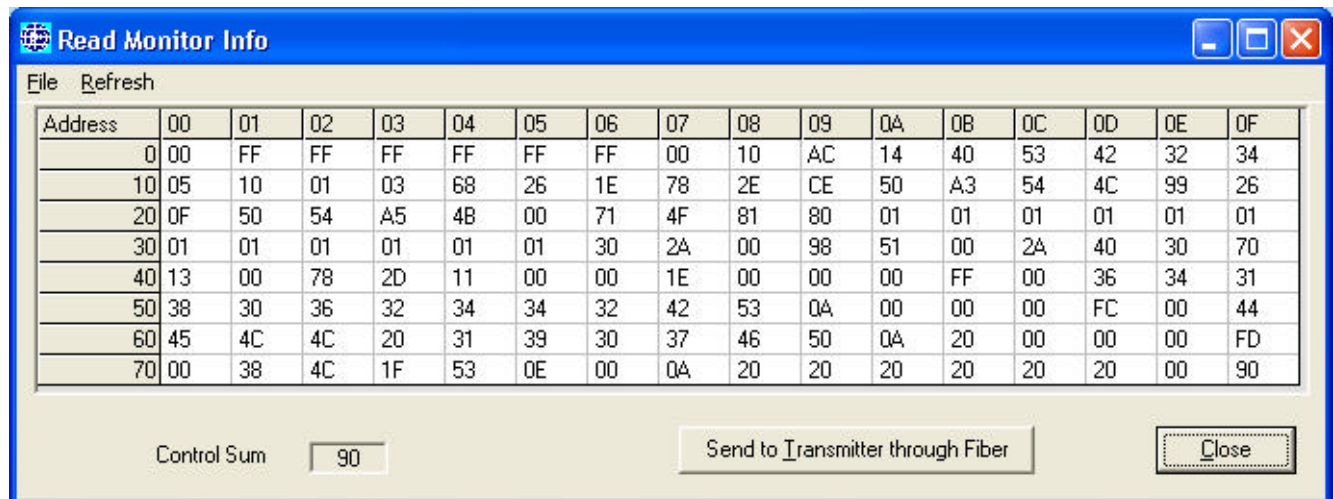 Read Monitor Info
File Refresh
Address 00 01 02 03 04 05 06 07 08 09 0A 0B 0C 0D 0E 0F
0 00 FF FF FF FF FF FF 00 10 AC 14 40 53 42 32 34
10 05 10 01 03 68 26 1E 78 2E CE 50 A3 54 4C 99 26
20 0F 50 54 A5 4B 00 71 4F 81 80 01 01 01 01 01 01
30 01 01 01 01 01 01 30 2A 00 98 51 00 2A 40 30 70
40 13 00 78 2D 11 00 00 1E 00 00 00 FF 00 36 34 31
50 38 30 36 32 34 34 32 42 53 0A 00 00 00 FC 00 44
60 45 4C 4C 20 31 39 30 37 46 50 0A 20 00 00 00 FD
70 00 38 4C 1F 53 0E 00 0A 20 20 20 20 20 20 00 90
Control Sum 90 Send to Transmitter through Fiber Close